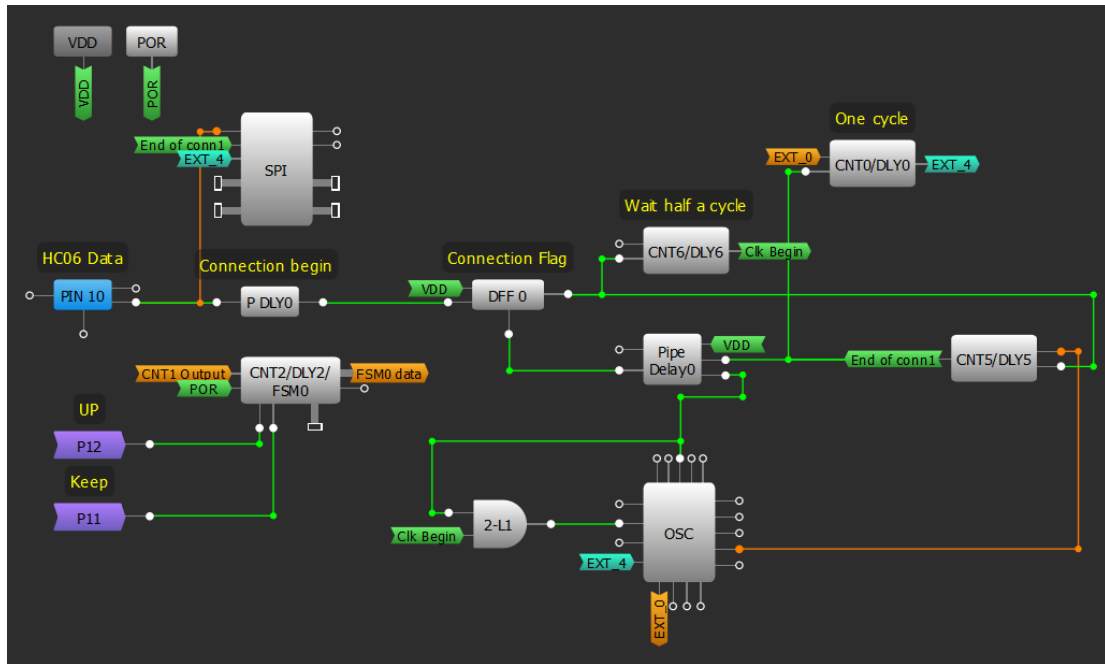 VDD
POR
VDD
POR
One cycle
End of conn1
EXT_4
SPI
EXT_0
CNT0/DLY0
EXT_4
Wait half a cycle
HC06 Data
Connection begin
Connection Flag
CNT6/DLY6
Clk Begin
PIN 10
P DLY0
VDD
DFF 0
Pipe
Delay0
VDD
End of conn1
CNT5/DLY5
CNT1 Output
POR
CNT2/DLY2/
FSM0
FSM0 data
UP
P12
Keep
P11
2-L1
Clk Begin
OSC
EXT_4
EXT_0